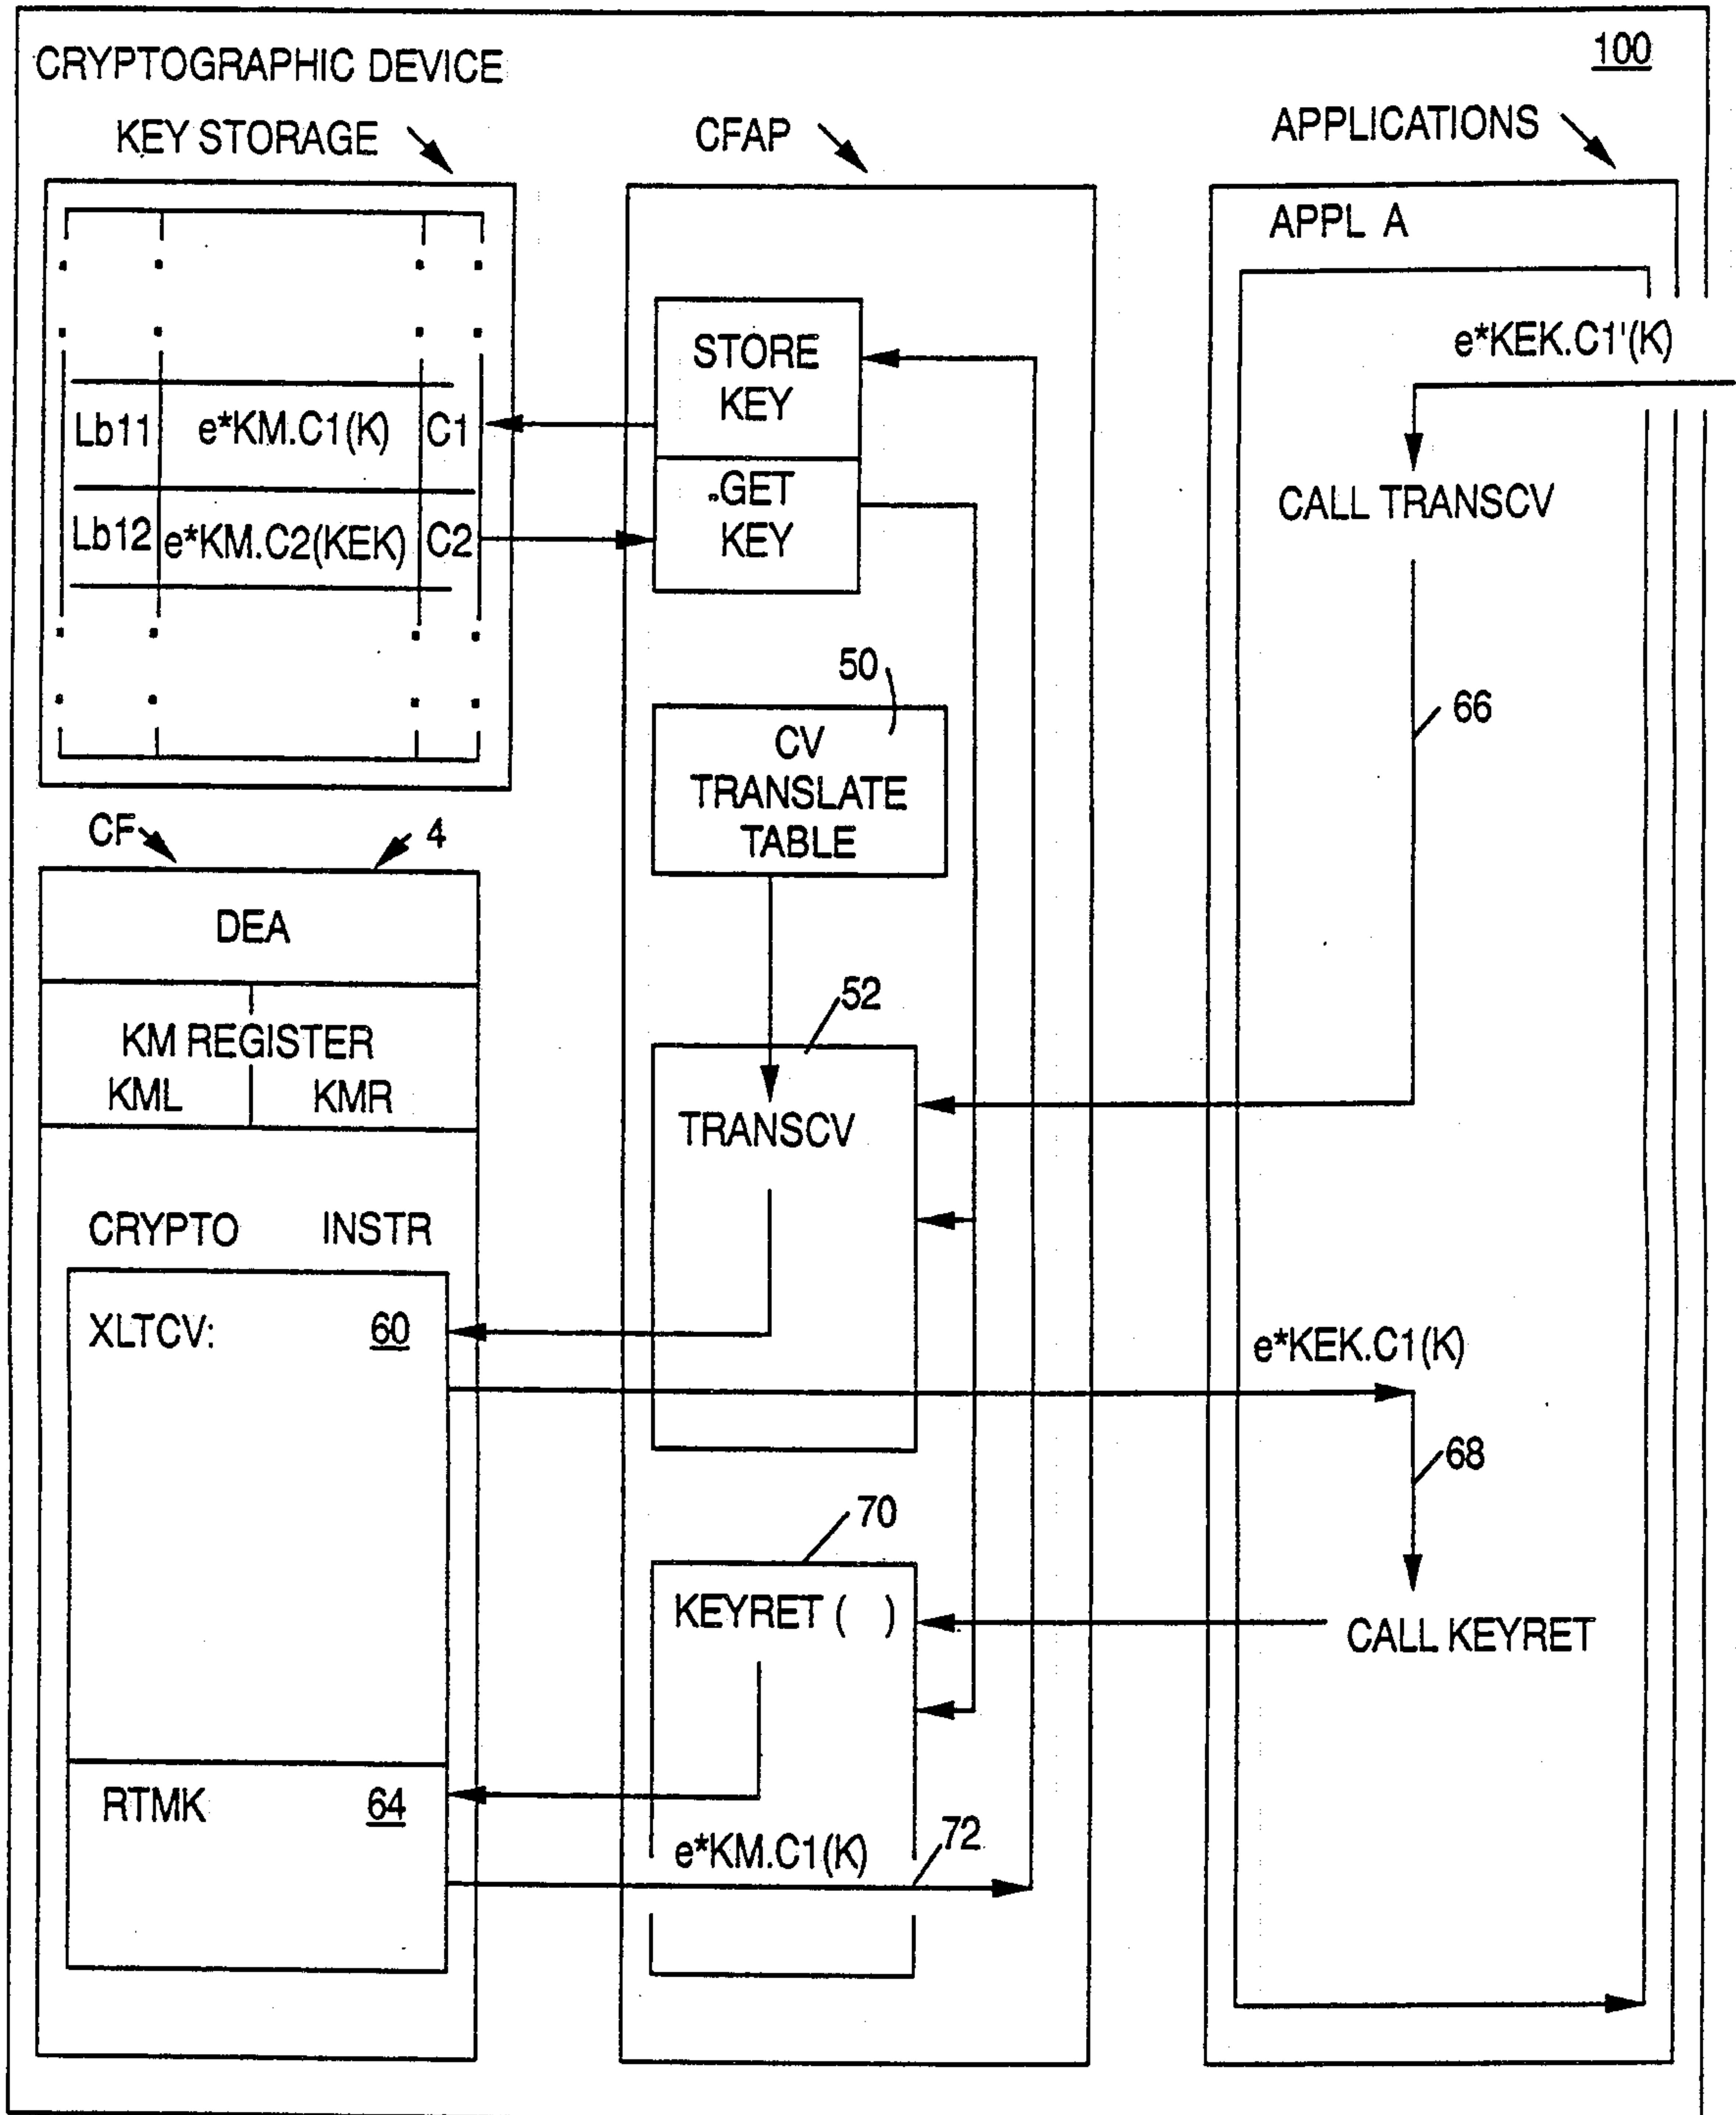 CRYPTOGRAPHIC DEVICE
100
KEY STORAGE
CFAP
APPLICATIONS
APPL A
Lb11 e*KM.C1(K) C1
Lb12 e*KM.C2(KEK) C2
STORE
KEY
GET
KEY
50
CV
TRANSLATE
TABLE
52
TRANSCV
70
KEYRET ( )
e*KM.C1(K)
72
e*KEK.C1'(K)
CALL TRANSCV
66
e*KEK.C1(K)
68
CALL KEYRET
CF
4
DEA
KM REGISTER
KML KMR
CRYPTO INSTR
XLTCV: 60
RTMK 64